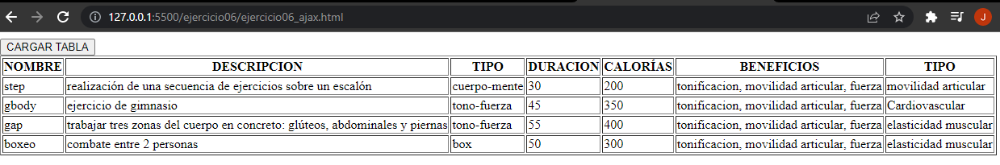 127.0.0.1:5500/ejercicio06/ejercicio06_ajax.html
J
CARGAR TABLA
NOMBRE DESCRIPCION TIPO DURACION CALORÍAS BENEFICIOS TIPO
step realización de una secuencia de ejercicios sobre un escalón cuerpo-mente 30 200 tonificacion, movilidad articular, fuerza movilidad articular
gbody ejercicio de gimnasio tono-fuerza 45 350 tonificacion, movilidad articular, fuerza Cardiovascular
gap trabajar tres zonas del cuerpo en concreto: glúteos, abdominales y piernas tono-fuerza 55 400 tonificacion, movilidad articular, fuerza elasticidad muscular
boxeo combate entre 2 personas box 50 300 tonificacion, movilidad articular, fuerza elasticidad muscular